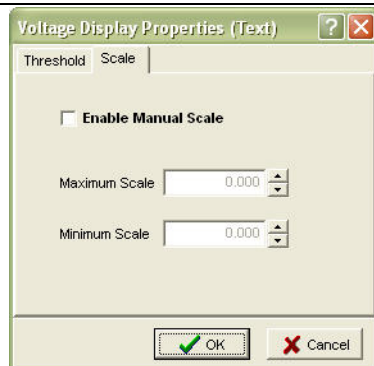 Voltage Display Properties (Text)
Threshold Scale
Enable Manual Scale
Maximum Scale 0.000
Minimum Scale 0.000
OK Cancel